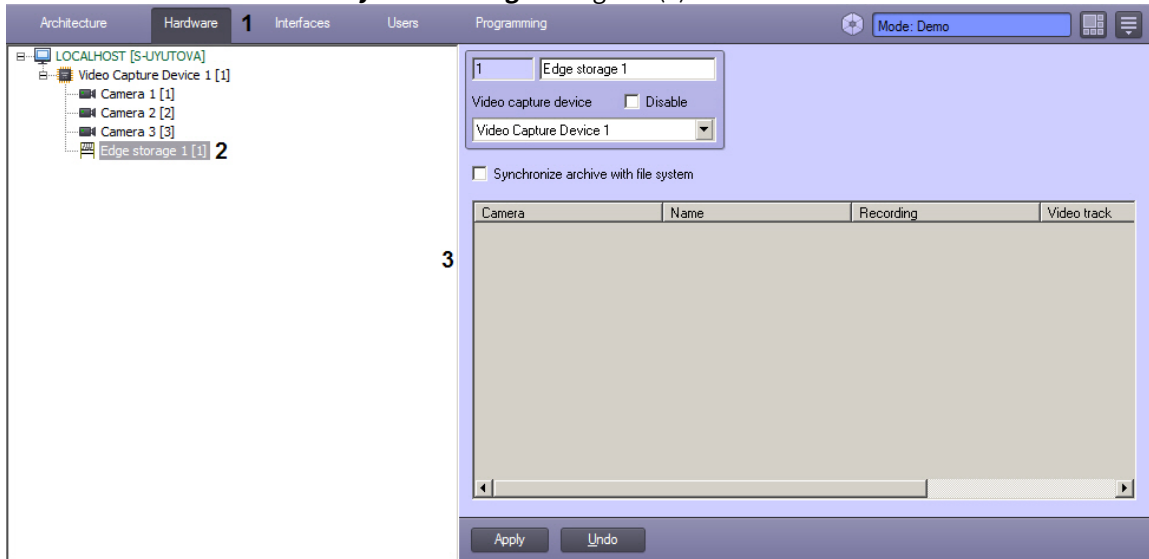 Architecture Hardware 1 Interfaces Users Programming Mode: Demo
LOCALHOST [S-UYUTOVA]
Video Capture Device 1 [1]
Camera 1 [1]
Camera 2 [2]
Camera 3 [3]
Edge storage 1 [1] 2
1 Edge storage 1
Video capture device Disable
Video Capture Device 1
Synchronize archive with file system
Camera Name Recording Video track
3
Apply Undo